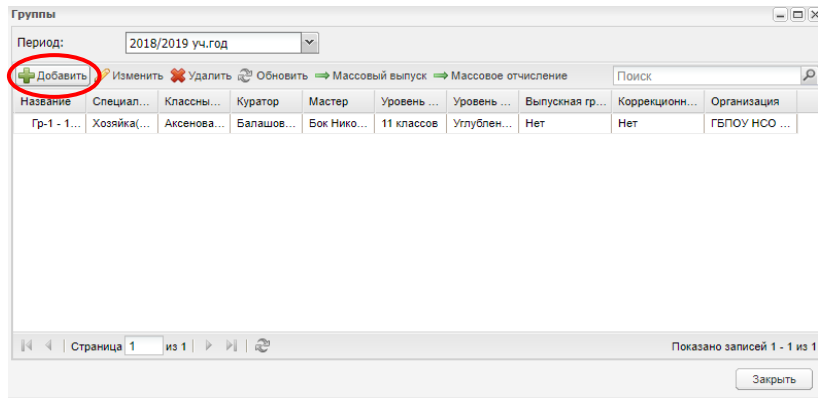 Группы
Период: 2018/2019 уч.год
Добавить Изменить Удалить Обновить Массовый выпуск Массовое отчисление Поиск
Название Специал... Классны... Куратор Мастер Уровень ... Уровень ... Выпускная гр... Коррекционн... Организация
Гр-1 - 1... Хозяйка(... Аксенова... Балашов... Бок Нико... 11 классов Углублен... Нет Нет ГБПОУ НСО ...
Страница 1 из 1 Показано записей 1 - 1 из 1
Закрыть